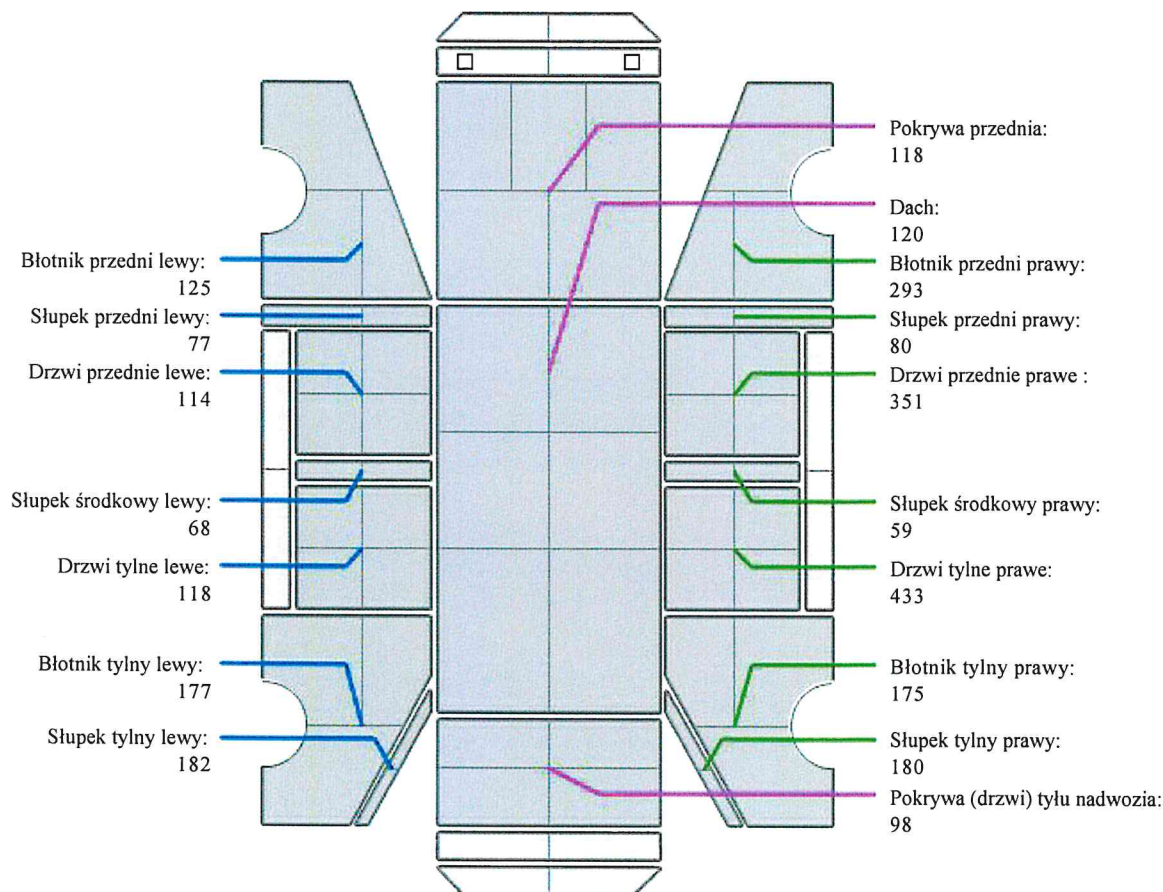 Pokrywa przednia:
118
Dach:
120
Błotnik przedni lewy:
125
Błotnik przedni prawy:
293
Słupek przedni lewy:
77
Słupek przedni prawy:
80
Drzwi przednie lewe:
114
Drzwi przednie prawe :
351
Słupek środkowy lewy:
68
Słupek środkowy prawy:
59
Drzwi tylne lewe:
118
Drzwi tylne prawe:
433
Błotnik tylny lewy:
177
Błotnik tylny prawy:
175
Słupek tylny lewy:
182
Słupek tylny prawy:
180
Pokrywa (drzwi) tyłu nadwozia:
98